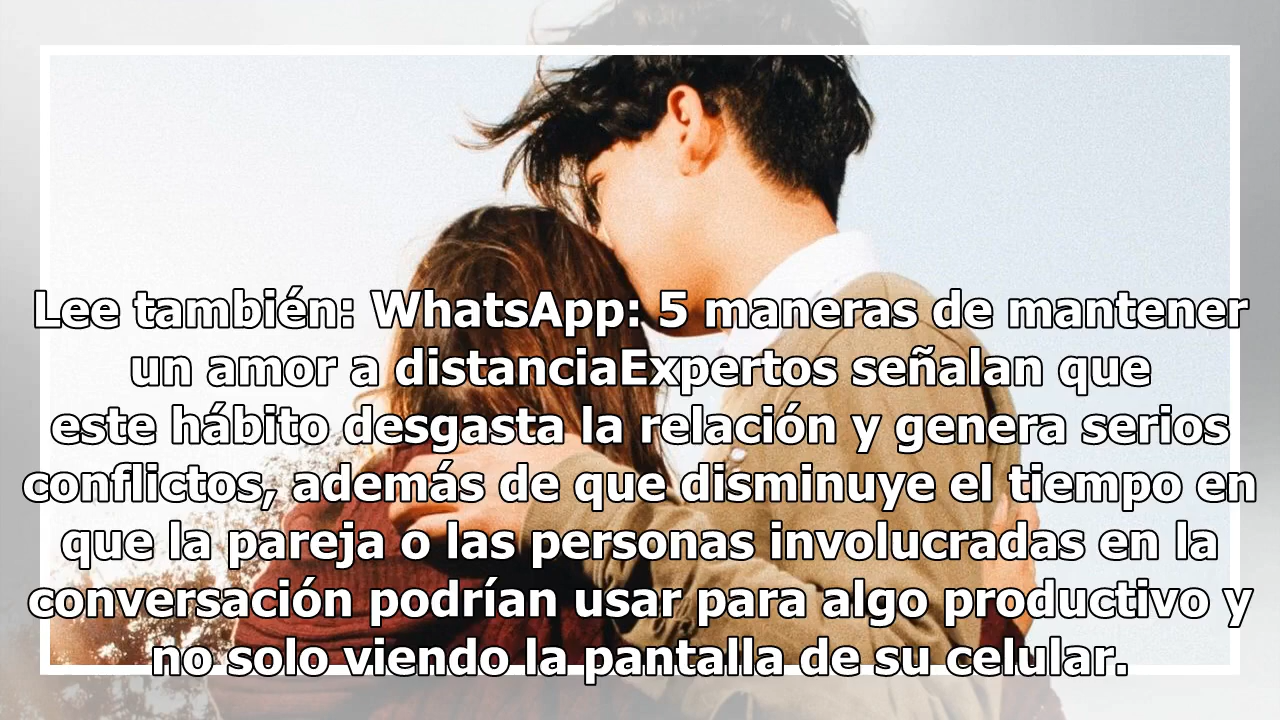 Lee también: WhatsApp: 5 maneras de mantener
un amor a distanciaExpertos señalan que
este hábito desgasta la relación y genera serios
conflictos, además de que disminuye el tiempo en
que la pareja o las personas involucradas en la
conversación podrían usar para algo productivo y
no solo viendo la pantalla de su celular.